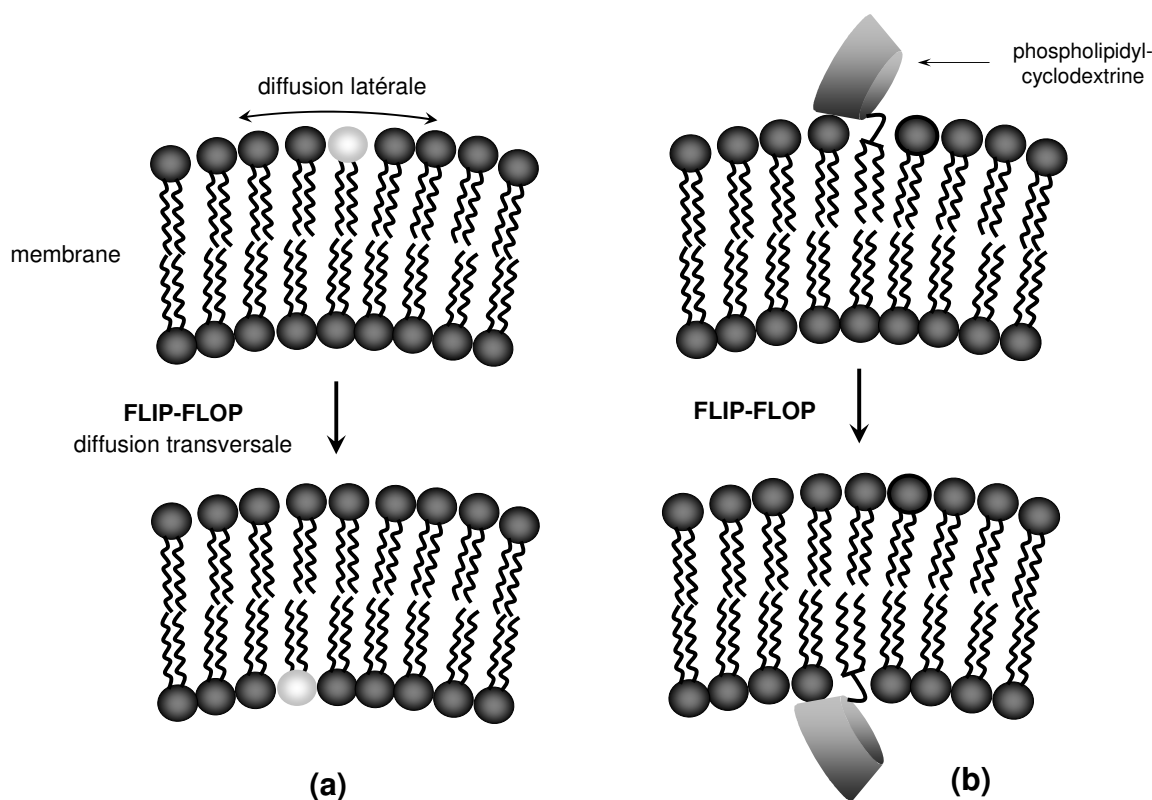 diffusion latérale
membrane
FLIP-FLOP
diffusion transversale
(a)
phospholipidyl-
cyclodextrine
FLIP-FLOP
(b)